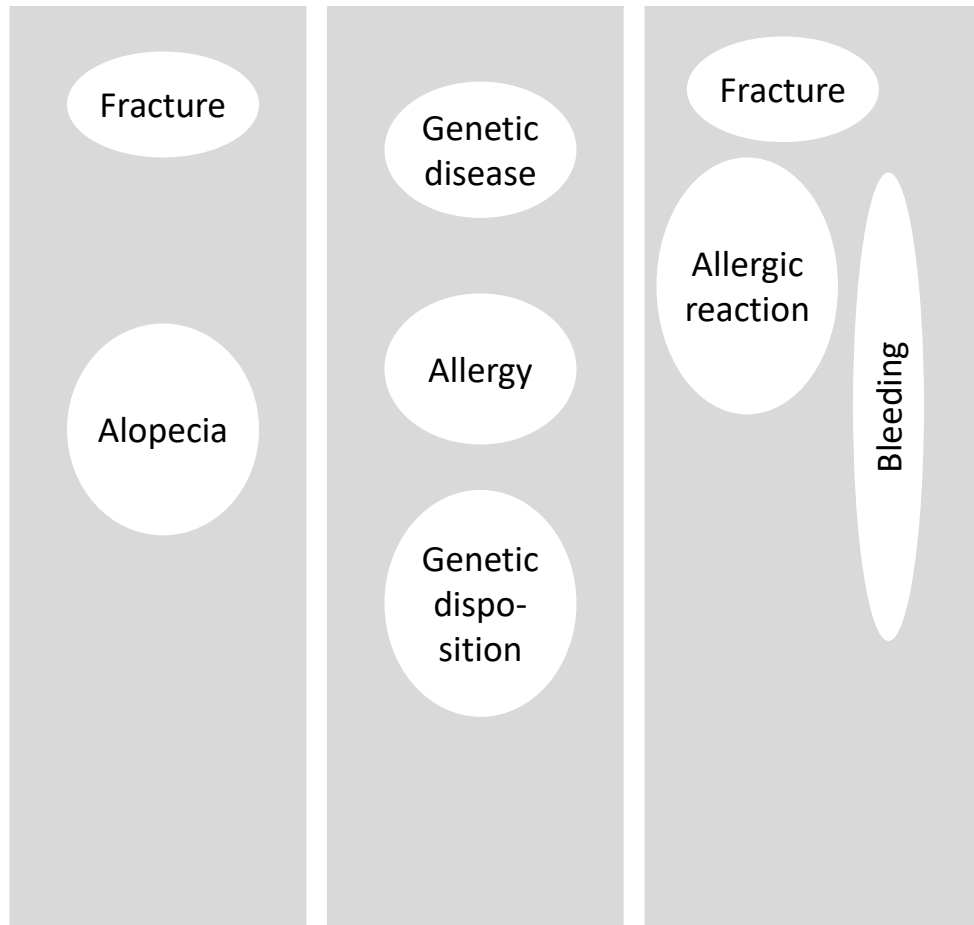 Fracture
Alopecia
Genetic
disease
Allergy
Genetic
dispo-
sition
Fracture
Allergic
reaction
Bleeding